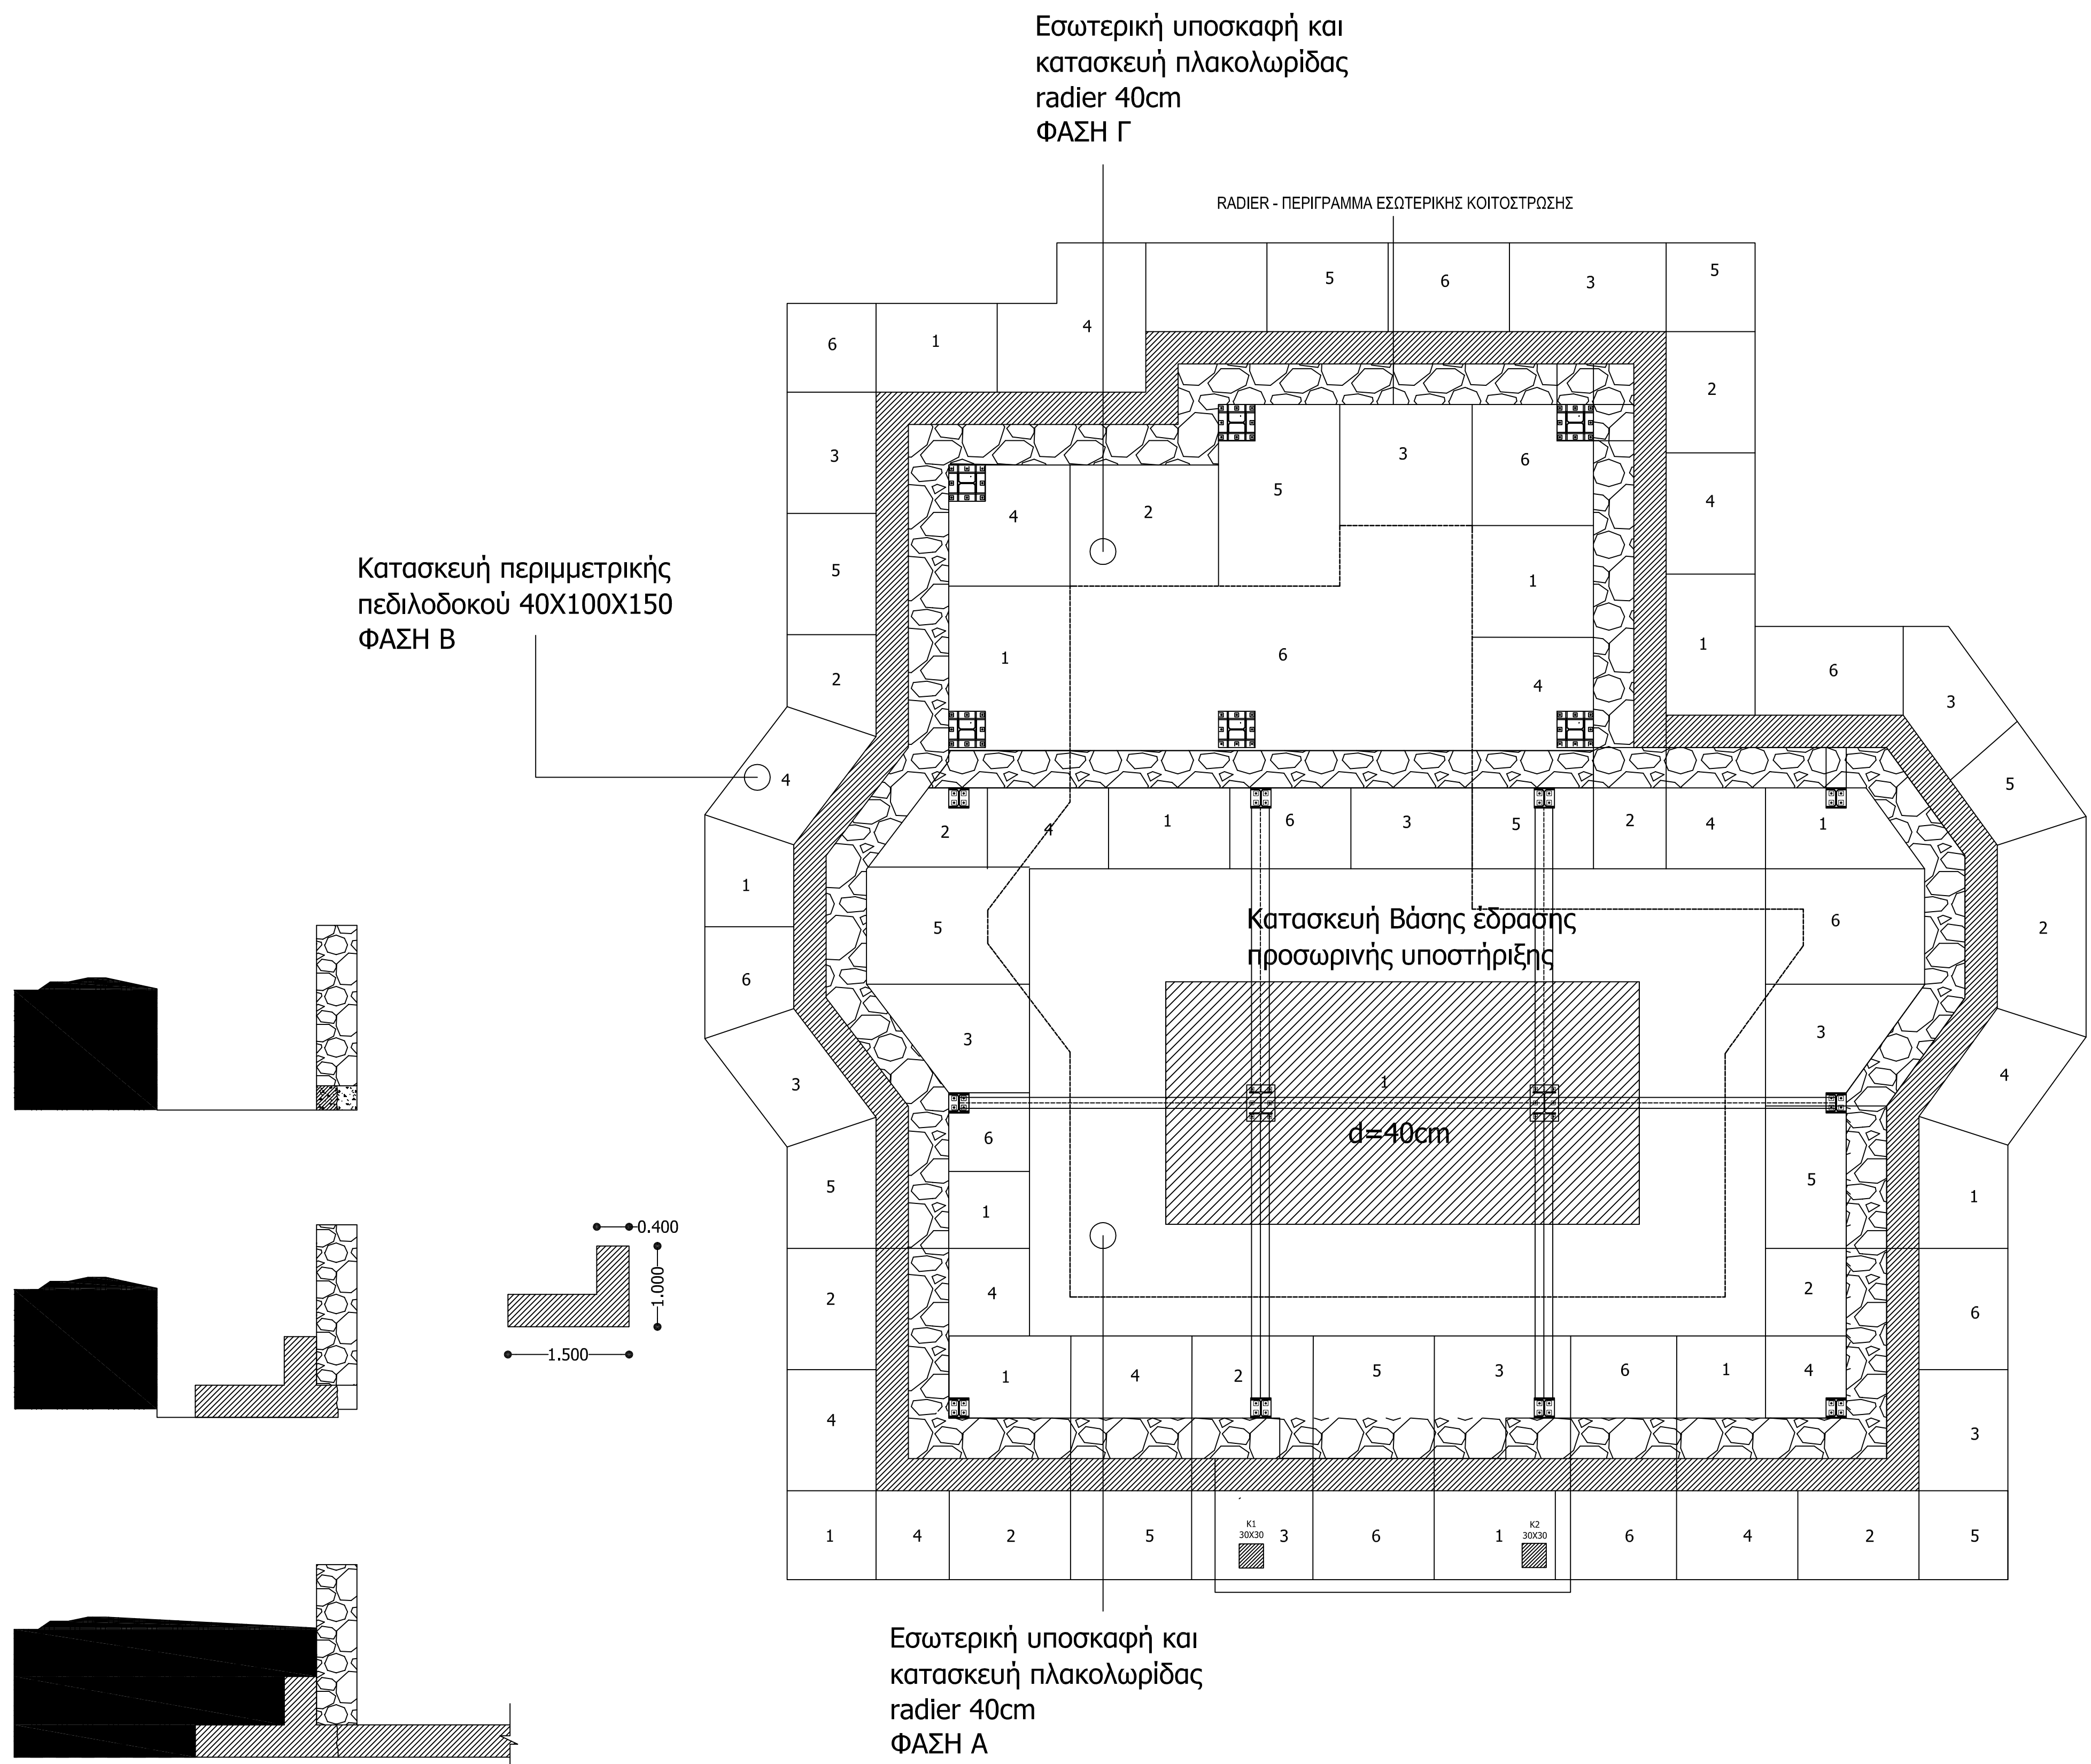 Εσωτερική υποσκαφή και
κατασκευή πλακολωρίδας
radier 40cm
ΦΑΣΗ Γ
RADIER - ΠΕΡΙΓΡΑΜΜΑ ΕΣΩΤΕΡΙΚΗΣ ΚΟΙΤΟΣΤΡΩΣΗΣ
5 6 3 5
6 1 4
2
3 3 6
4 2 5 4
Κατασκευή περιμμετρικής
πεδιλοδοκού 40Χ100Χ150
ΦΑΣΗ Β
5 1
2 1 6 4 1 6 3
4 5
2 4 1 6 3 5 2 4 1
1 5 6 2
Κατασκευή Βάσης έδρασης
προσωρινής υποστήριξης
6 3 3
3 1 4
d=40cm
6
5 1 5 1
0.400
1.000
1.500
2 4 2 6
4 1 4 2 5 3 6 1 4 3
K1
30X30
K2
30X30
1 4 2 5 3 6 1 6 4 2 5
Εσωτερική υποσκαφή και
κατασκευή πλακολωρίδας
radier 40cm
ΦΑΣΗ Α